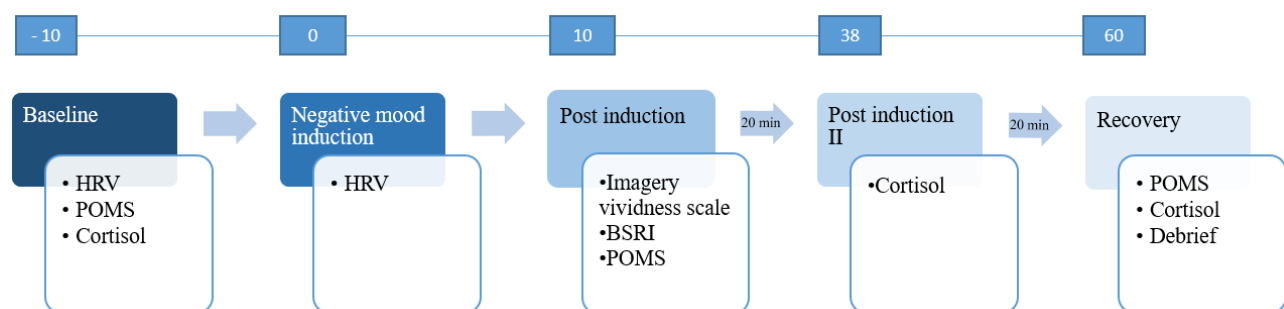 - 10
0
10
38
60
Baseline
• HRV
• POMS
• Cortisol
Negative mood
induction
• HRV
Post induction
•Imagery
vividness scale
•BSRI
•POMS
20 min
Post induction
II
•Cortisol
20 min
Recovery
• POMS
• Cortisol
• Debrief